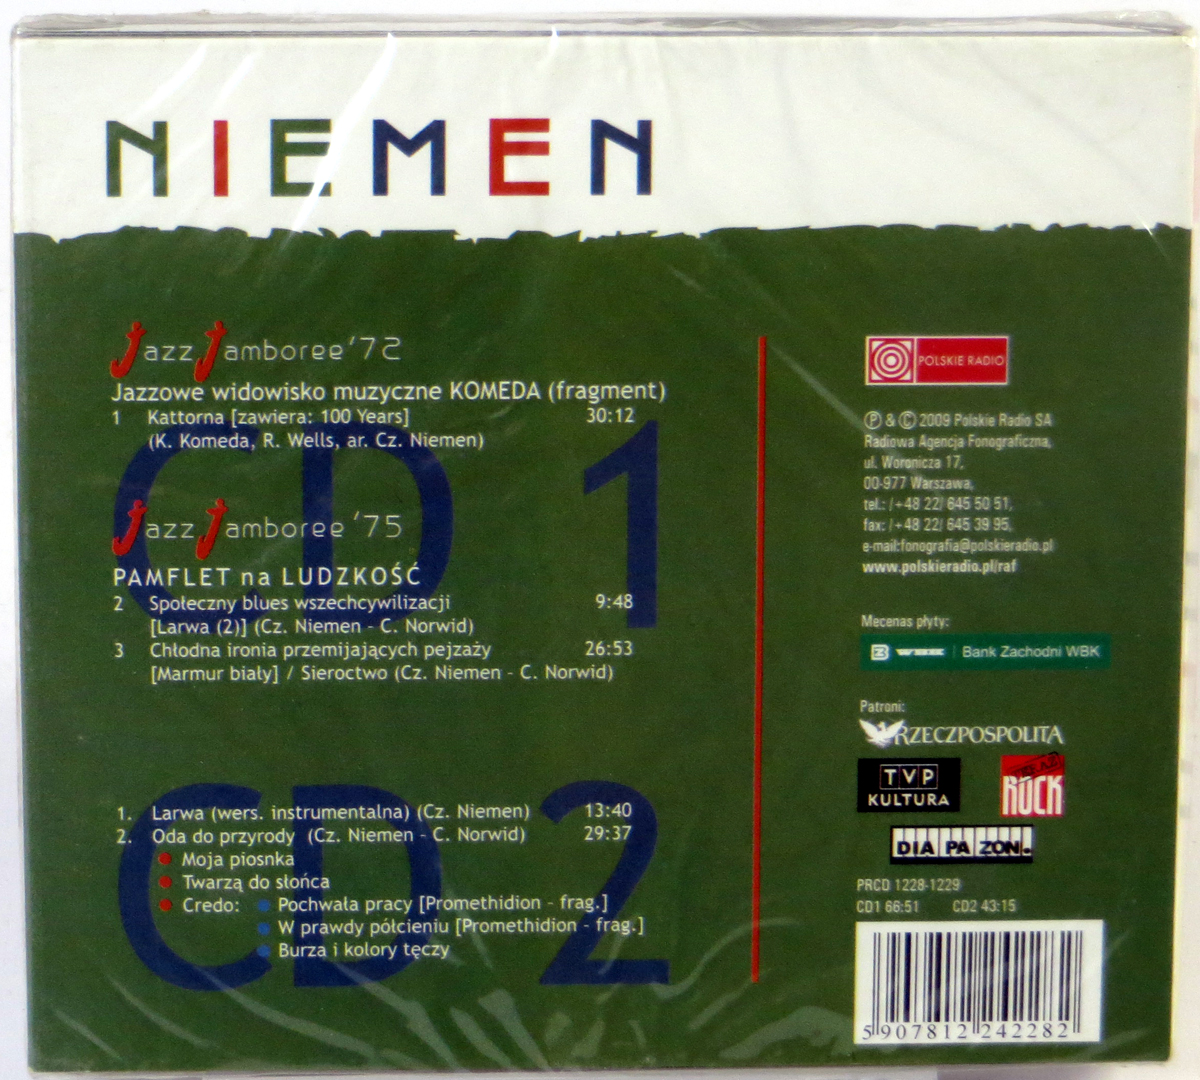 NIEMEN
Jazz Jamboree '72
Jazzowe widowisko muzyczne KOMEDA (fragment)
1 Kattorna [zawiera: 100 Years] 30:12
(K. Komeda, R. Wells, ar. Cz. Niemen)
CD 1
Jazz Jamboree '75
PAMFLET na LUDZKOŚĆ
2 Społeczny blues wszechcywilizacji 9:48
[Larwa (2)] (Cz. Niemen - C. Norwid)
3 Chłodna ironia przemijających pejzaży 26:53
[Marmur biały] / Sieroctwo (Cz. Niemen - C. Norwid)
CD 2
1. Larwa (wers. instrumentalna) (Cz. Niemen) 13:40
2. Oda do przyrody (Cz. Niemen - C. Norwid) 29:37
Moja piosnka
Twarzą do słońca
Credo: Pochwała pracy [Promethidion - frag.]
W prawdy półcieniu [Promethidion - frag.]
Burza i kolory tęczy
POLSKIE RADIO
Ⓟ & © 2009 Polskie Radio SA
Radiowa Agencja Fonograficzna,
ul. Woronicza 17,
00-977 Warszawa,
tel.: /+48 22/ 645 50 51,
fax: /+48 22/ 645 39 95,
e-mail:fonografia@polskieradio.pl
www.polskieradio.pl/raf
Mecenas płyty:
WBK Bank Zachodni WBK
Patroni:
RZECZPOSPOLITA
TVP
KULTURA
ROCK
DIAPAZON.
PRCD 1228-1229
CD1 66:51 CD2 43:15
5 907812 242282